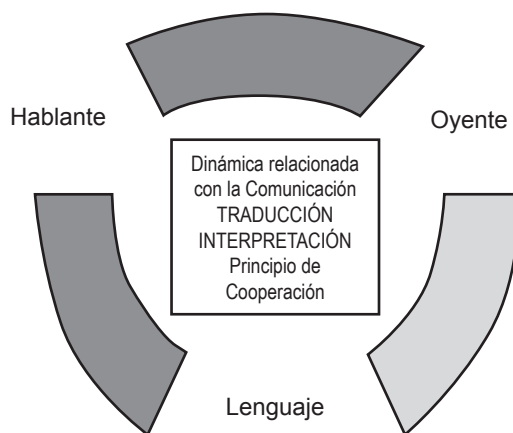 Hablante
Oyente
Dinámica relacionada
con la Comunicación
TRADUCCIÓN
INTERPRETACIÓN
Principio de
Cooperación
Lenguaje